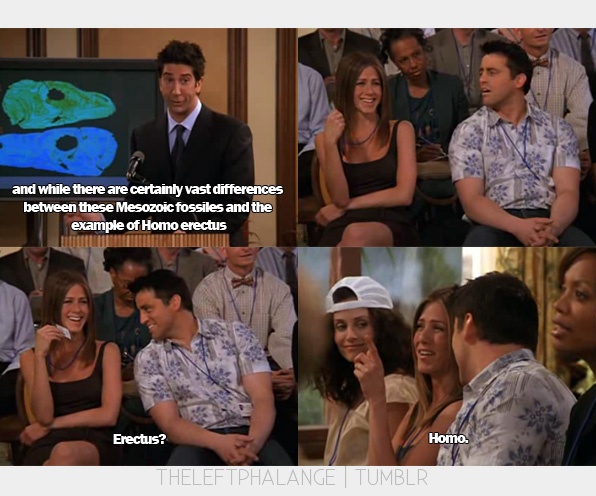 and while there are certainly vast differences
between these Mesozoic fossiles and the
example of Homo erectus
Erectus?
Homo.
THELEFTPHALANGE | TUMBLR